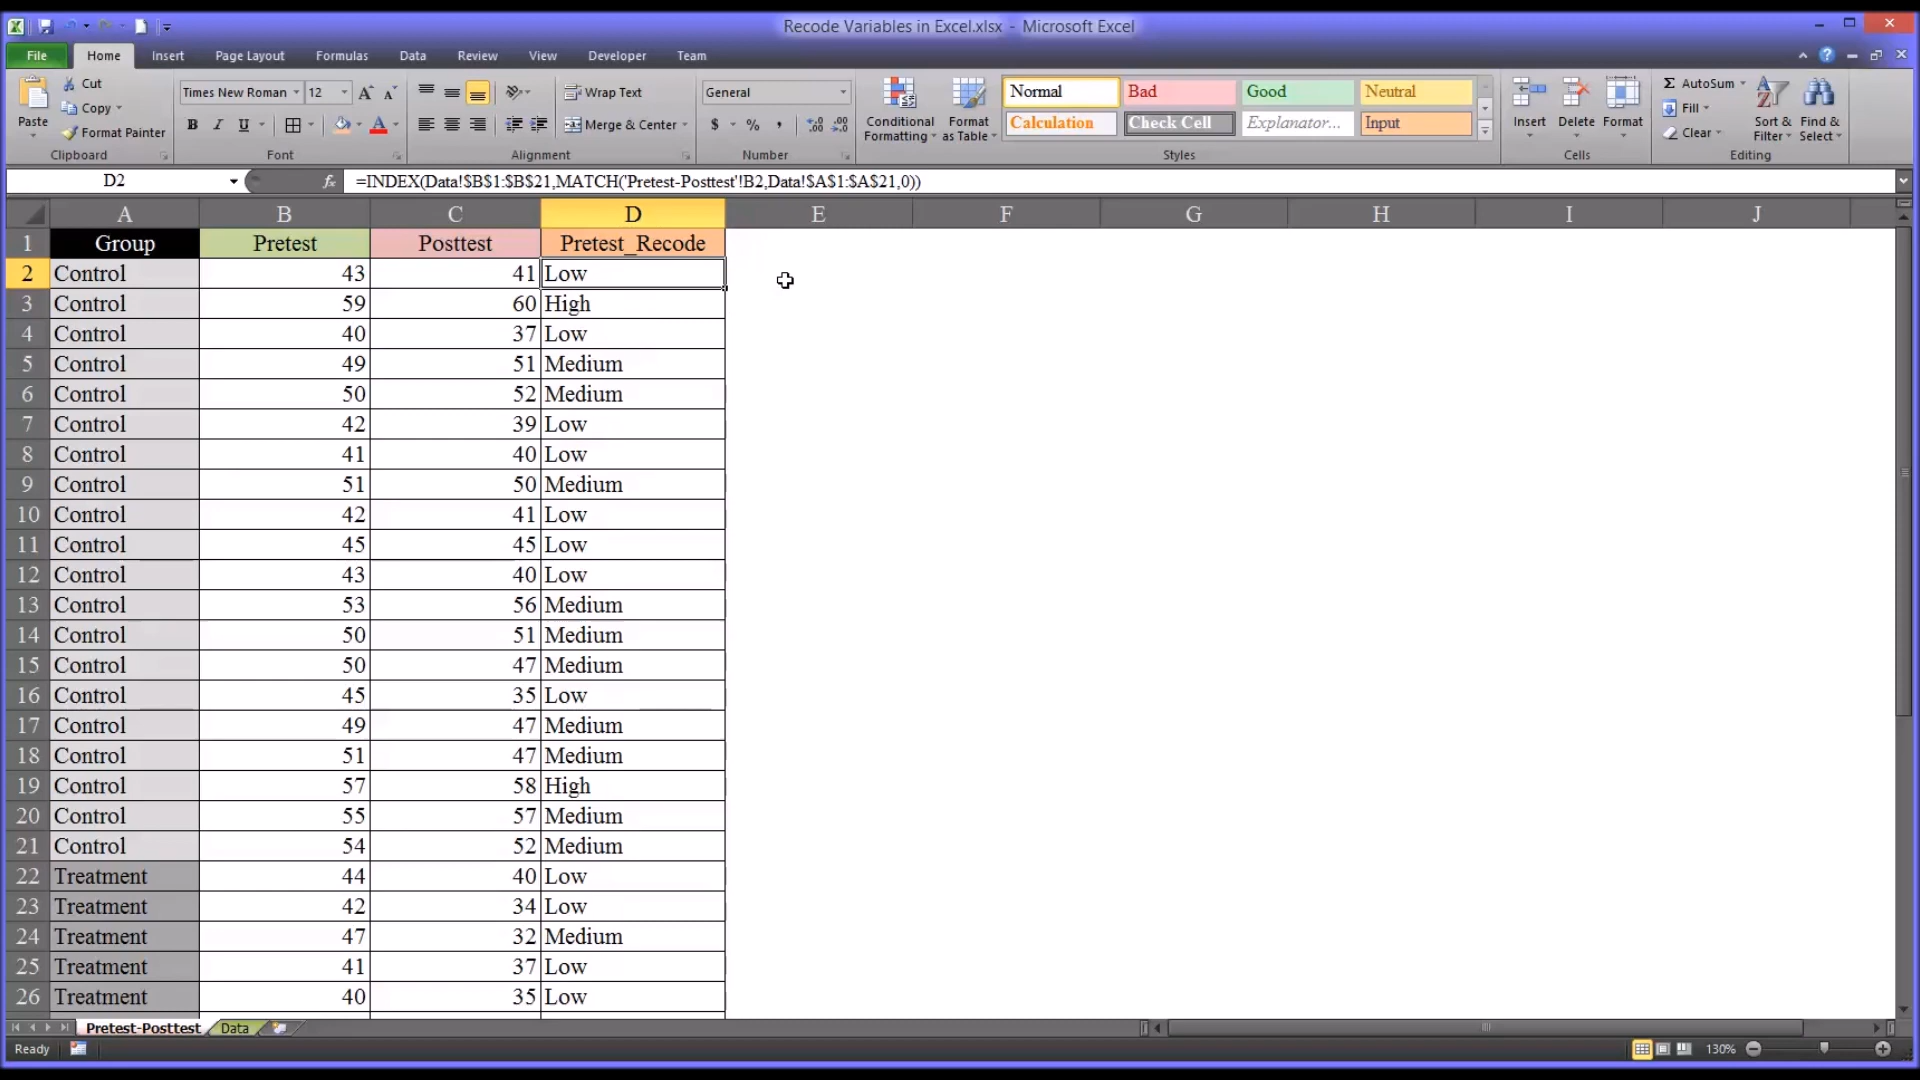 Recode Variables in Excel.xlsx - Microsoft Excel
File Home Insert Page Layout Formulas Data Review View Developer Team
Paste Cut Copy Format Painter Clipboard
Times New Roman 12 A A B I U A Font
Wrap Text Merge & Center Alignment
General $ % , Number
Conditional Formatting Format as Table
Normal Bad Good Neutral
Calculation Check Cell Explanator... Input
Styles
Insert Delete Format Cells
Σ AutoSum Fill Clear Sort & Filter Find & Select Editing
D2 fx =INDEX(Data!$B$1:$B$21,MATCH('Pretest-Posttest'!B2,Data!$A$1:$A$21,0))
A B C D E F G H I J
1 Group Pretest Posttest Pretest_Recode
2 Control 43 41 Low
3 Control 59 60 High
4 Control 40 37 Low
5 Control 49 51 Medium
6 Control 50 52 Medium
7 Control 42 39 Low
8 Control 41 40 Low
9 Control 51 50 Medium
10 Control 42 41 Low
11 Control 45 45 Low
12 Control 43 40 Low
13 Control 53 56 Medium
14 Control 50 51 Medium
15 Control 50 47 Medium
16 Control 45 35 Low
17 Control 49 47 Medium
18 Control 51 47 Medium
19 Control 57 58 High
20 Control 55 57 Medium
21 Control 54 52 Medium
22 Treatment 44 40 Low
23 Treatment 42 34 Low
24 Treatment 47 32 Medium
25 Treatment 41 37 Low
26 Treatment 40 35 Low
Pretest-Posttest Data
Ready 130%